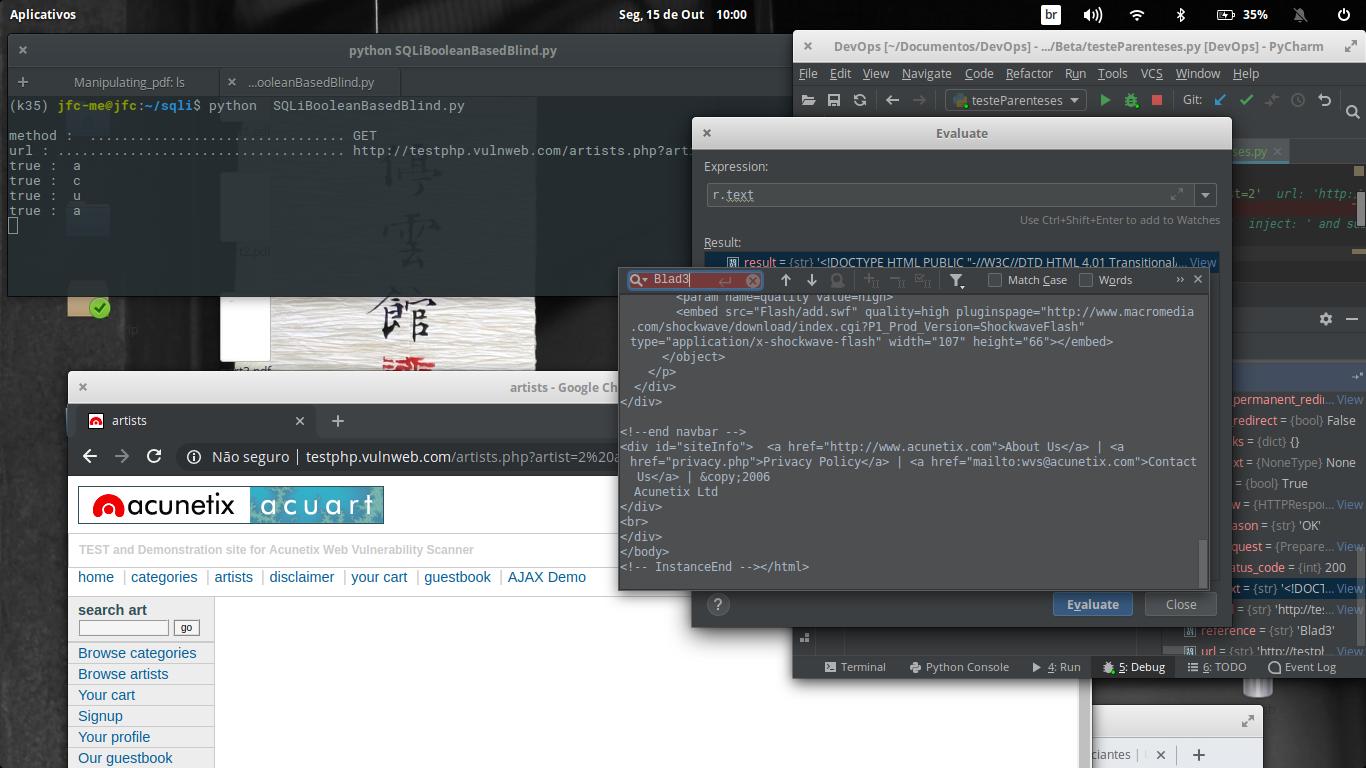 Aplicativos
Seg, 15 de Out 10:00
br
35%
python SQLiBooleanBasedBlind.py
Manipulating_pdf: ls
...ooleanBasedBlind.py
(k35) jfc-me@jfc:~/sqli$ python  SQLiBooleanBasedBlind.py
method : ................................ GET
url : .................................... http://testphp.vulnweb.com/artists.php?art
true :  a
true :  c
true :  u
true :  a
停
雲
館
DevOps [~/Documentos/DevOps] - .../Beta/testeParenteses.py [DevOps] - PyCharm
File Edit View Navigate Code Refactor Run Tools VCS Window Help
testeParenteses
Git:
es.py
t=2'  url: 'http:
inject: ' and su
Evaluate
Expression:
r.text
Use Ctrl+Shift+Enter to add to Watches
Result:
result = {str} '<!DOCTYPE HTML PUBLIC "-//W3C//DTD HTML 4.01 Transitional/... View
Blad3
Match Case
Words
<param name=quality value=high>
<embed src="Flash/add.swf" quality=high pluginspage="http://www.macromedia
.com/shockwave/download/index.cgi?P1_Prod_Version=ShockwaveFlash"
type="application/x-shockwave-flash" width="107" height="66"></embed>
</object>
</p>
</div>
</div>
<!--end navbar -->
<div id="siteInfo">  <a href="http://www.acunetix.com">About Us</a> | <a
href="privacy.php">Privacy Policy</a> | <a href="mailto:wvs@acunetix.com">Contact
Us</a> | &copy;2006
Acunetix Ltd
</div>
<br>
</div>
</body>
<!-- InstanceEnd --></html>
?
Evaluate
Close
_permanent_redi... View
redirect = {bool} False
ks = {dict} {}
xt = {NoneType} None
= {bool} True
w = {HTTPRespo... View
ason = {str} 'OK'
quest = {Prepare... View
atus_code = {int} 200
xt = {str} '<!DOCT... View
l = {str} 'http://tes... View
reference = {str} 'Blad3'
url = {str} 'http://testpl... View
Terminal
Python Console
4: Run
5: Debug
6: TODO
Event Log
artists - Google Ch
artists
Não seguro | testphp.vulnweb.com/artists.php?artist=2%20a
acunetix acuart
TEST and Demonstration site for Acunetix Web Vulnerability Scanner
home | categories | artists | disclaimer | your cart | guestbook | AJAX Demo
search art
go
Browse categories
Browse artists
Your cart
Signup
Your profile
Our guestbook
ciantes |